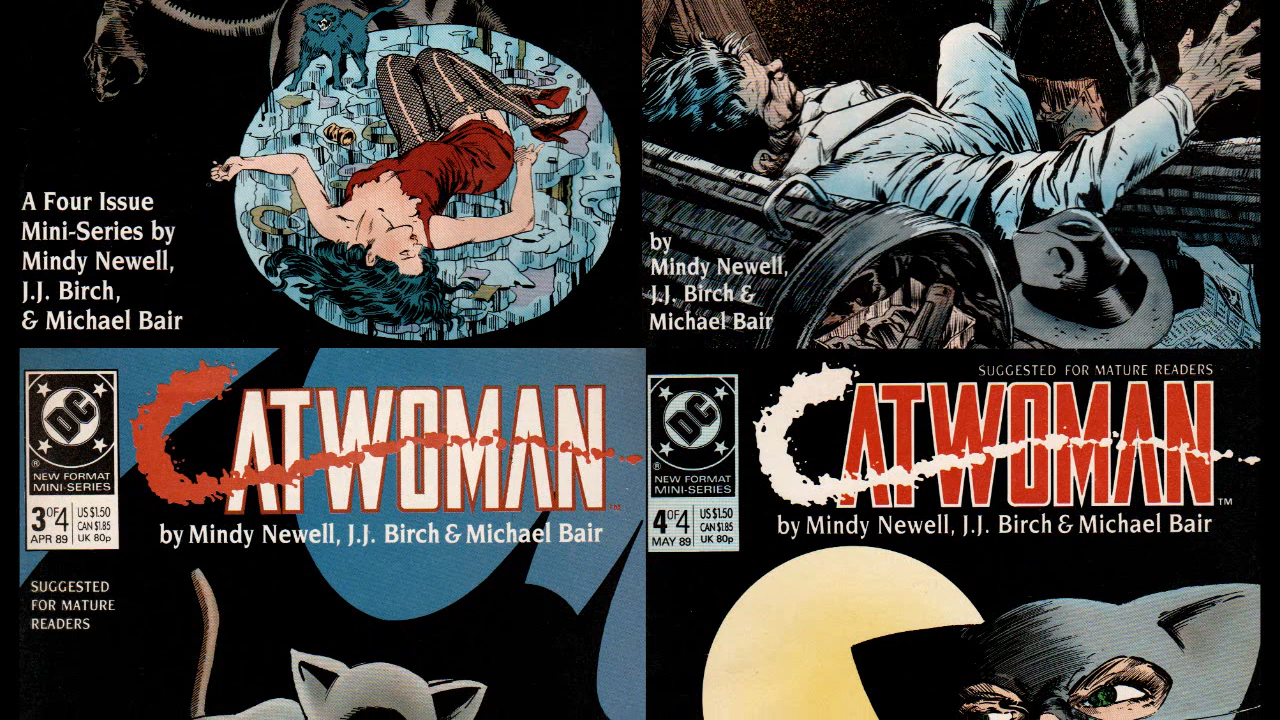 A Four Issue
Mini-Series by
Mindy Newell,
J.J. Birch,
& Michael Bair
by
Mindy Newell,
J.J. Birch &
Michael Bair
DC
®
NEW FORMAT
MINI-SERIES
3 OF 4
APR 89
US $1.50
CAN $1.85
UK 80p
CATWOMAN
TM
by Mindy Newell, J.J. Birch & Michael Bair
SUGGESTED
FOR MATURE
READERS
SUGGESTED FOR MATURE READERS
DC
®
NEW FORMAT
MINI-SERIES
4 OF 4
MAY 89
US $1.50
CAN $1.85
UK 80p
CATWOMAN
TM
by Mindy Newell, J.J. Birch & Michael Bair